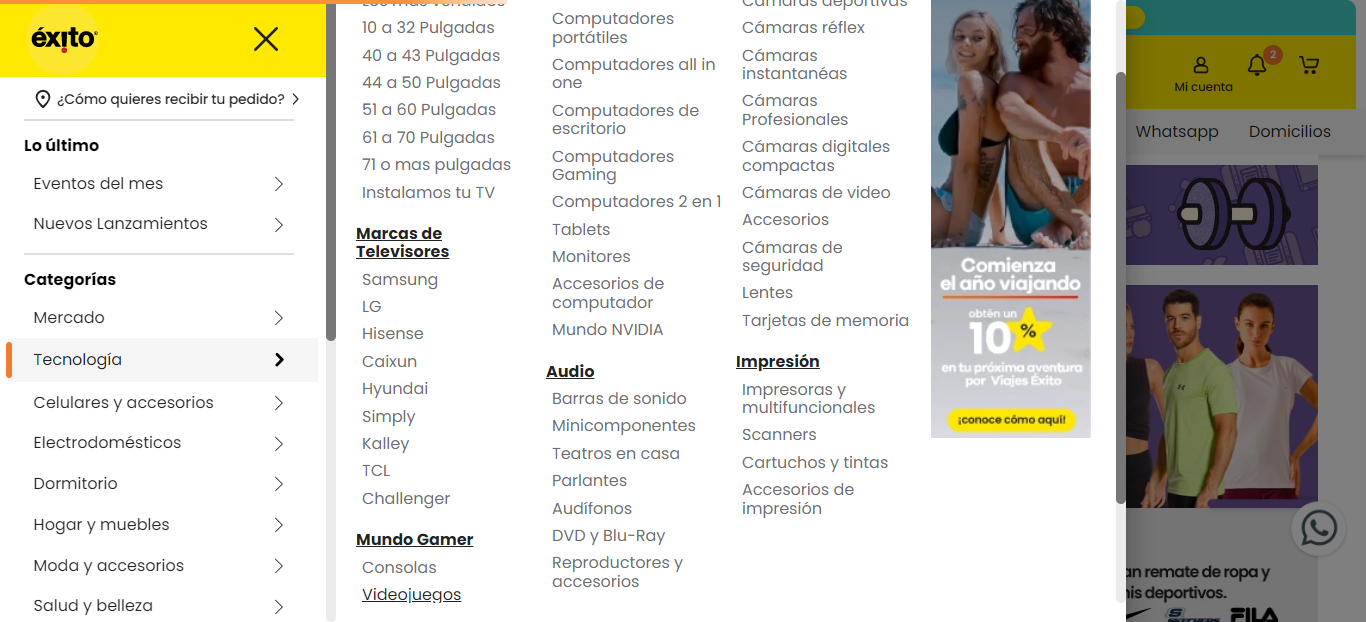 éxito
¿Cómo quieres recibir tu pedido?
Lo último
Eventos del mes
Nuevos Lanzamientos
Categorías
Mercado
Tecnología
Celulares y accesorios
Electrodomésticos
Dormitorio
Hogar y muebles
Moda y accesorios
Salud y belleza
10 a 32 Pulgadas
40 a 43 Pulgadas
44 a 50 Pulgadas
51 a 60 Pulgadas
61 a 70 Pulgadas
71 o mas pulgadas
Instalamos tu TV
Marcas de
Televisores
Samsung
LG
Hisense
Caixun
Hyundai
Simply
Kalley
TCL
Challenger
Mundo Gamer
Consolas
Videojuegos
Computadores
portátiles
Computadores all in
one
Computadores de
escritorio
Computadores
Gaming
Computadores 2 en 1
Tablets
Monitores
Accesorios de
computador
Mundo NVIDIA
Audio
Barras de sonido
Minicomponentes
Teatros en casa
Parlantes
Audífonos
DVD y Blu-Ray
Reproductores y
accesorios
Cámaras deportivas
Cámaras réflex
Cámaras
instantáneas
Cámaras
Profesionales
Cámaras digitales
compactas
Cámaras de video
Accesorios
Cámaras de
seguridad
Lentes
Tarjetas de memoria
Impresión
Impresoras y
multifuncionales
Scanners
Cartuchos y tintas
Accesorios de
impresión
Comienza
el año viajando
obtén un
10%
en tu próxima aventura
por Viajes Éxito
¡conoce cómo aquí!
2
Mi cuenta
Whatsapp Domicilios
an remate de ropa y
nis deportivos.
SKECHERS FILA